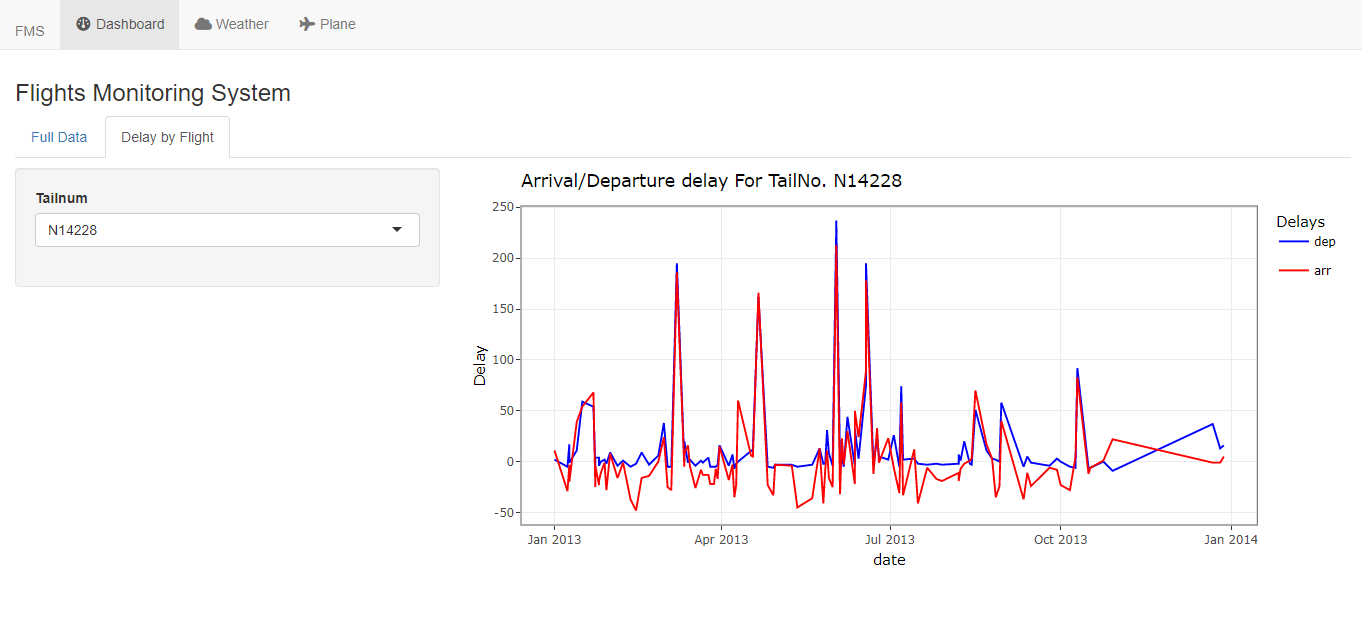 FMS Dashboard Weather Plane
Flights Monitoring System
Full Data Delay by Flight
Tailnum
N14228
Arrival/Departure delay For TailNo. N14228
250
200
150
100
50
0
-50
Delay
Jan 2013 Apr 2013 Jul 2013 Oct 2013 Jan 2014
date
Delays
dep
arr